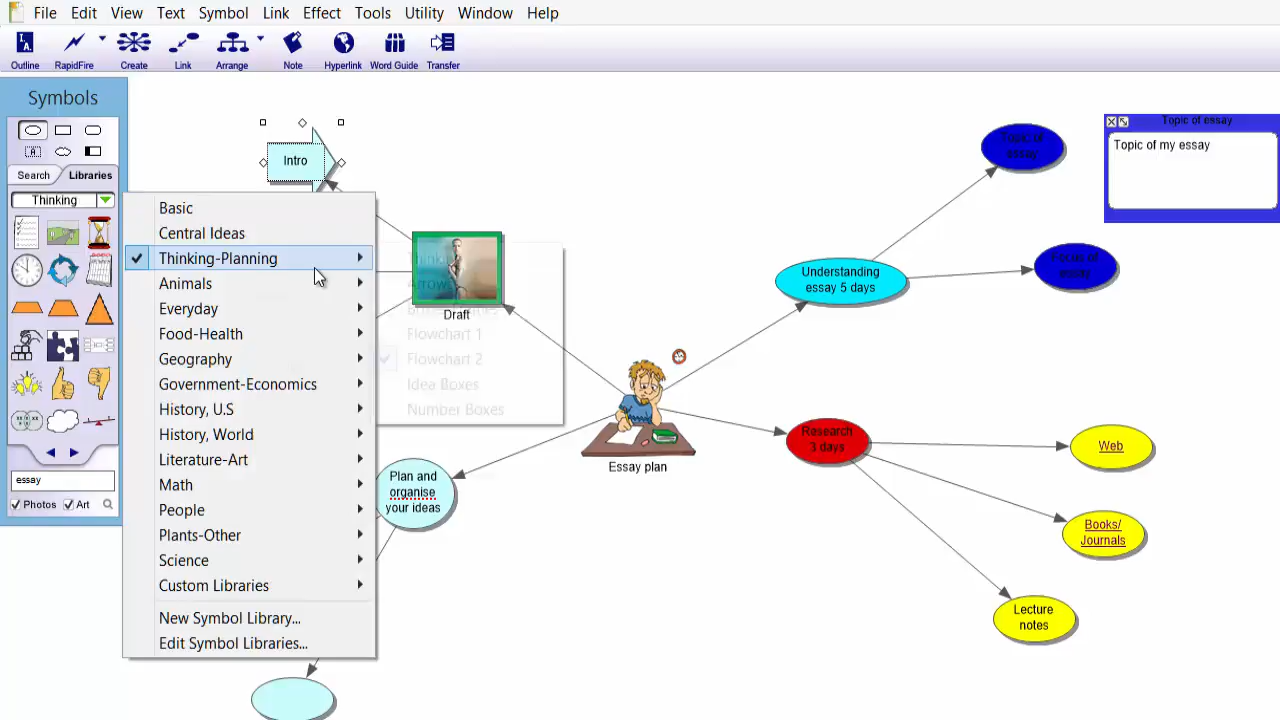 File Edit View Text Symbol Link Effect Tools Utility Window Help
Outline RapidFire Create Link Arrange Note Hyperlink Word Guide Transfer
Symbols
Search Libraries
Thinking
essay
Photos Art
Basic
Central Ideas
Thinking-Planning
Animals
Everyday
Food-Health
Geography
Government-Economics
History, U.S
History, World
Literature-Art
Math
People
Plants-Other
Science
Custom Libraries
New Symbol Library...
Edit Symbol Libraries...
Flowchart 1
Flowchart 2
Idea Boxes
Number Boxes
Intro
Draft
Plan and
organise
your ideas
Essay plan
Understanding
essay 5 days
Topic of
essay
Focus of
essay
Topic of essay
Topic of my essay
Research
3 days
Web
Books/
Journals
Lecture
notes